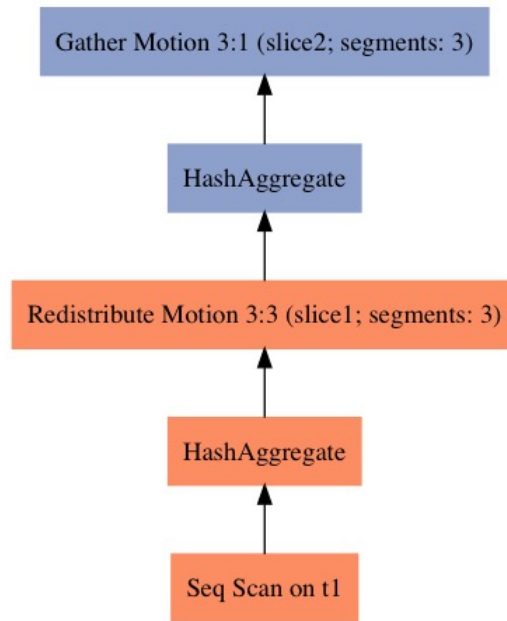 Gather Motion 3:1 (slice2; segments: 3)
HashAggregate
Redistribute Motion 3:3 (slice1; segments: 3)
HashAggregate
Seq Scan on t1